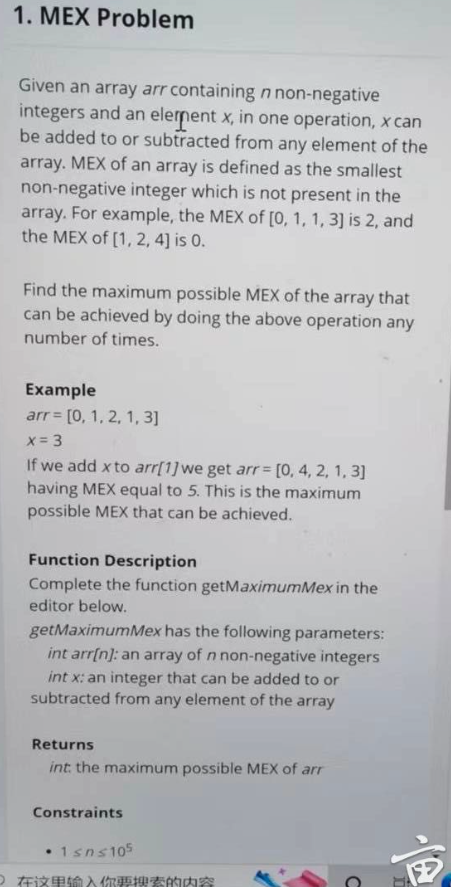 1. MEX Problem
Given an array arr containing n non-negative
integers and an element x, in one operation, x can
be added to or subtracted from any element of the
array. MEX of an array is defined as the smallest
non-negative integer which is not present in the
array. For example, the MEX of [0, 1, 1, 3] is 2, and
the MEX of [1, 2, 4] is 0.
Find the maximum possible MEX of the array that
can be achieved by doing the above operation any
number of times.
Example
arr = [0, 1, 2, 1, 3]
x = 3
If we add x to arr[1] we get arr = [0, 4, 2, 1, 3]
having MEX equal to 5. This is the maximum
possible MEX that can be achieved.
Function Description
Complete the function getMaximumMex in the
editor below.
getMaximumMex has the following parameters:
int arr[n]: an array of n non-negative integers
int x: an integer that can be added to or
subtracted from any element of the array
Returns
int: the maximum possible MEX of arr
Constraints
• 1 ≤ n ≤ 10⁵
在这里输入你要搜索的内容